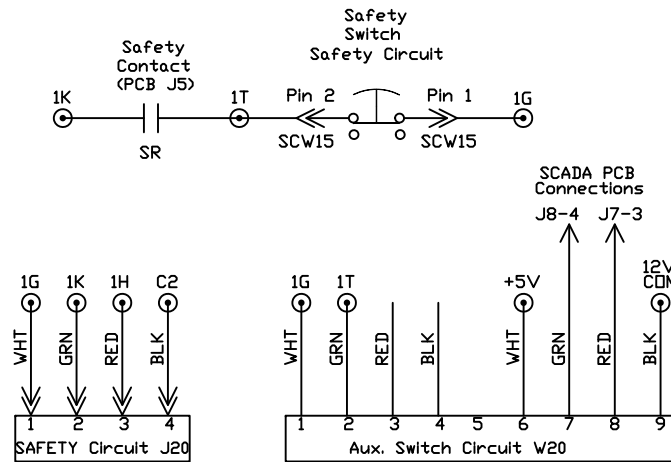 Safety
Switch
Safety Circuit
Safety
Contact
(PCB J5)
1K
1T
Pin 2
Pin 1
1G
SR
SCW15
SCW15
SCADA PCB
Connections
J8-4
J7-3
1G
1K
1H
C2
1G
1T
+5V
12V
COM
WHT
GRN
RED
BLK
WHT
GRN
RED
BLK
WHT
GRN
RED
BLK
1 2 3 4
1 2 3 4 5 6 7 8 9
SAFETY Circuit J20
Aux. Switch Circuit W20